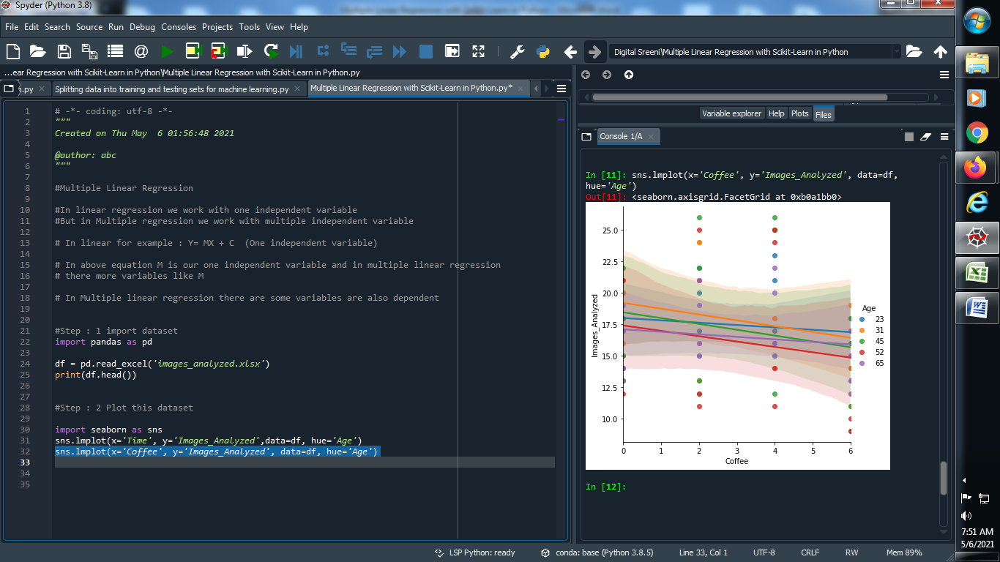 Spyder (Python 3.8)
File Edit Search Source Run Debug Consoles Projects Tools View Help
Digital Sreeni\Multiple Linear Regression with Scikit-Learn in Python
...ear Regression with Scikit-Learn in Python\Multiple Linear Regression with Scikit-Learn in Python.py
n.py Splitting data into training and testing sets for machine learning.py Multiple Linear Regression with Scikit-Learn in Python.py*
1 # -*- coding: utf-8 -*-
2 """
3 Created on Thu May  6 01:56:48 2021
4
5 @author: abc
6 """
7
8 #Multiple Linear Regression
9
10 #In linear regression we work with one independent variable
11 #But in Multiple regression we work with multiple independent variable
12
13 # In linear for example : Y= MX + C  (One independent variable)
14
15 # In above equation M is our one independent variable and in multiple linear regression
16 # there more variables like M
17
18 # In Multiple linear regression there are some variables are also dependent
19
20
21 #Step : 1 import dataset
22 import pandas as pd
23
24 df = pd.read_excel('images_analyzed.xlsx')
25 print(df.head())
26
27
28 #Step : 2 Plot this dataset
29
30 import seaborn as sns
31 sns.lmplot(x='Time', y='Images_Analyzed',data=df, hue='Age')
32 sns.lmplot(x='Coffee', y='Images_Analyzed', data=df, hue='Age')
33
34
35
Variable explorer Help Plots Files
Console 1/A
In [11]: sns.lmplot(x='Coffee', y='Images_Analyzed', data=df,
hue='Age')
Out[11]: <seaborn.axisgrid.FacetGrid at 0xb0a1bb0>
25.0
22.5
20.0
17.5
15.0
12.5
10.0
Images_Analyzed
0 1 2 3 4 5 6
Coffee
Age
23
31
45
52
65
In [12]:
LSP Python: ready conda: base (Python 3.8.5) Line 33, Col 1 UTF-8 CRLF RW Mem 89%
7:51 AM
5/6/2021